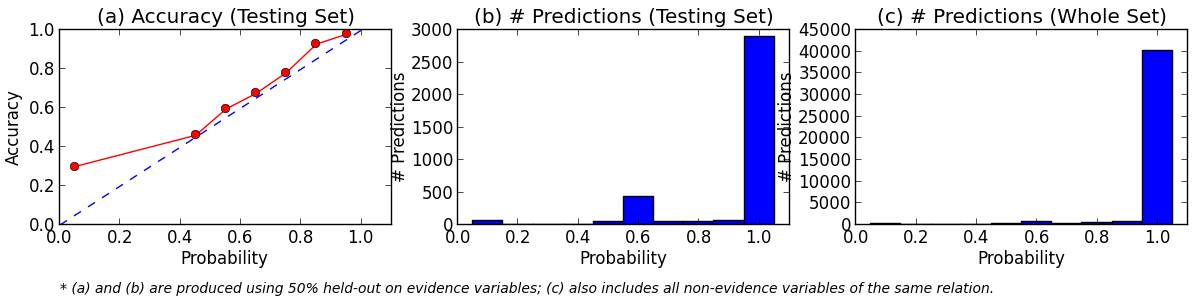 (a) Accuracy (Testing Set)
1.0
0.8
0.6
0.4
0.2
0.0
Accuracy
0.0 0.2 0.4 0.6 0.8 1.0
Probability
(b) # Predictions (Testing Set)
3000
2500
2000
1500
1000
500
0
# Predictions
0.0 0.2 0.4 0.6 0.8 1.0
Probability
(c) # Predictions (Whole Set)
45000
40000
35000
30000
25000
20000
15000
10000
5000
0
# Predictions
0.0 0.2 0.4 0.6 0.8 1.0
Probability
* (a) and (b) are produced using 50% held-out on evidence variables; (c) also includes all non-evidence variables of the same relation.